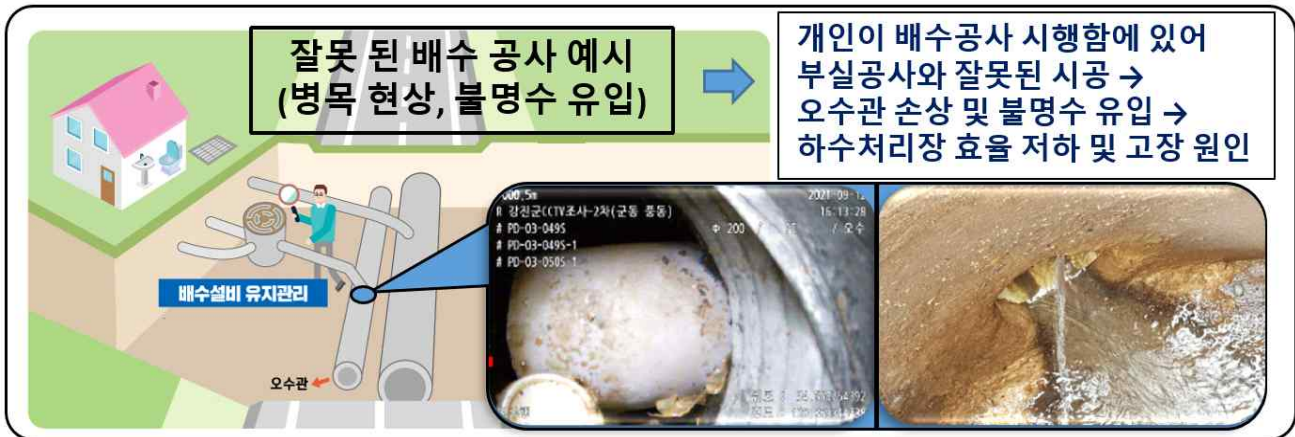 잘못 된 배수 공사 예시
(병목 현상, 불명수 유입)
개인이 배수공사 시행함에 있어
부실공사와 잘못된 시공 →
오수관 손상 및 불명수 유입 →
하수처리장 효율 저하 및 고장 원인
배수설비 유지관리
오수관
2021-09-12
R 강진군CCTV조사-2차(군동 풍동)
16:13:28
# PD-03-049S
Φ 200 / / 오수
# PD-03-049S-1
# PD-03-050S-1